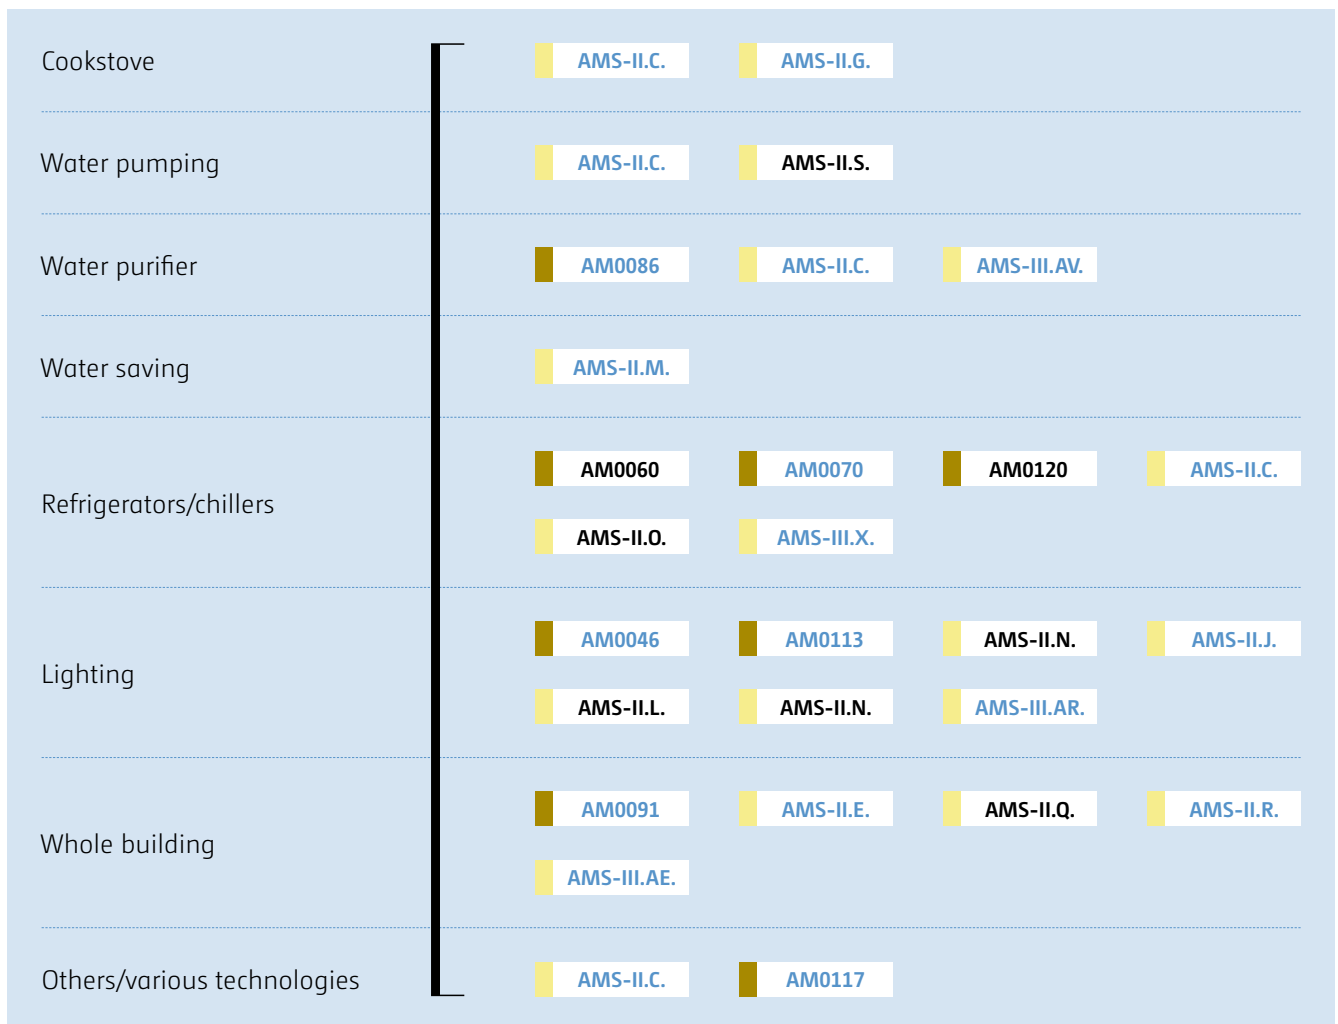 Cookstove AMS-II.C. AMS-II.G.
Water pumping AMS-II.C. AMS-II.S.
Water purifier AM0086 AMS-II.C. AMS-III.AV.
Water saving AMS-II.M.
AM0060 AM0070 AM0120 AMS-II.C.
Refrigerators/chillers
AMS-II.O. AMS-III.X.
AM0046 AM0113 AMS-II.N. AMS-II.J.
Lighting
AMS-II.L. AMS-II.N. AMS-III.AR.
AM0091 AMS-II.E. AMS-II.Q. AMS-II.R.
Whole building
AMS-III.AE.
Others/various technologies AMS-II.C. AM0117